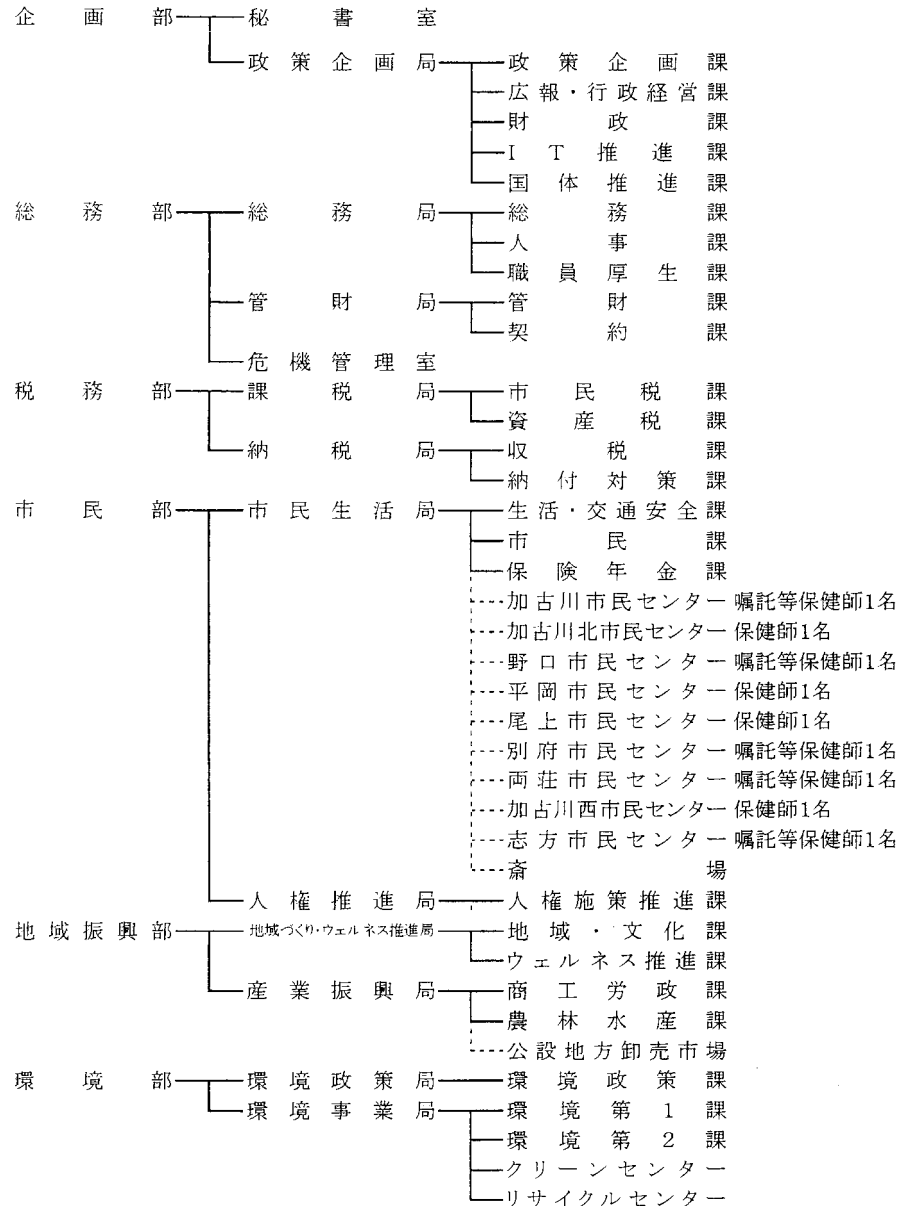 企画部 秘書室
政策企画局 政策企画課
広報・行政経営課
財政課
IT推進課
国体推進課
総務部 総務局 総務課
人事課
職員厚生課
管財局 管財課
契約課
危機管理室
税務部 課税局 市民税課
資産税課
納税局 収税課
納付対策課
市民部 市民生活局 生活・交通安全課
市民課
保険年金課
加古川市民センター 嘱託等保健師1名
加古川北市民センター 保健師1名
野口市民センター 嘱託等保健師1名
平岡市民センター 保健師1名
尾上市民センター 保健師1名
別府市民センター 嘱託等保健師1名
両荘市民センター 嘱託等保健師1名
加古川西市民センター 保健師1名
志方市民センター 嘱託等保健師1名
斎場
人権推進局 人権施策推進課
地域振興部 地域づくり・ウェルネス推進局 地域・文化課
ウェルネス推進課
産業振興局 商工労政課
農林水産課
公設地方卸売市場
環境部 環境政策局 環境政策課
環境事業局 環境第1課
環境第2課
クリーンセンター
リサイクルセンター